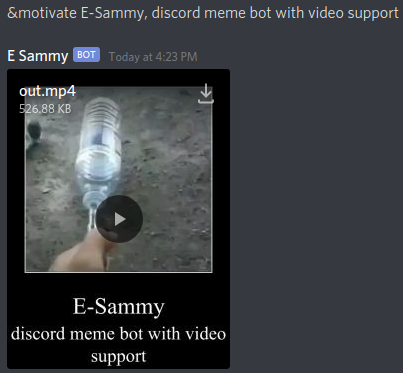 &motivate E-Sammy, discord meme bot with video support
E Sammy BOT Today at 4:23 PM
out.mp4
526.88 KB
E-Sammy
discord meme bot with video
support